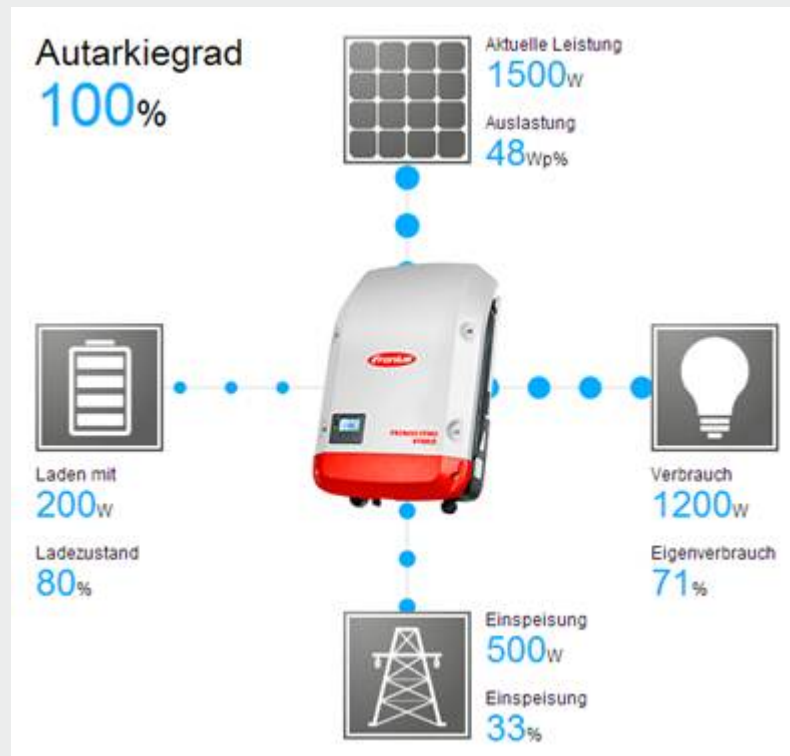 Autarkiegrad
100%
Aktuelle Leistung
1500W
Auslastung
48Wp%
Fronius
Laden mit
200W
Ladezustand
80%
Verbrauch
1200W
Eigenverbrauch
71%
Einspeisung
500W
Einspeisung
33%